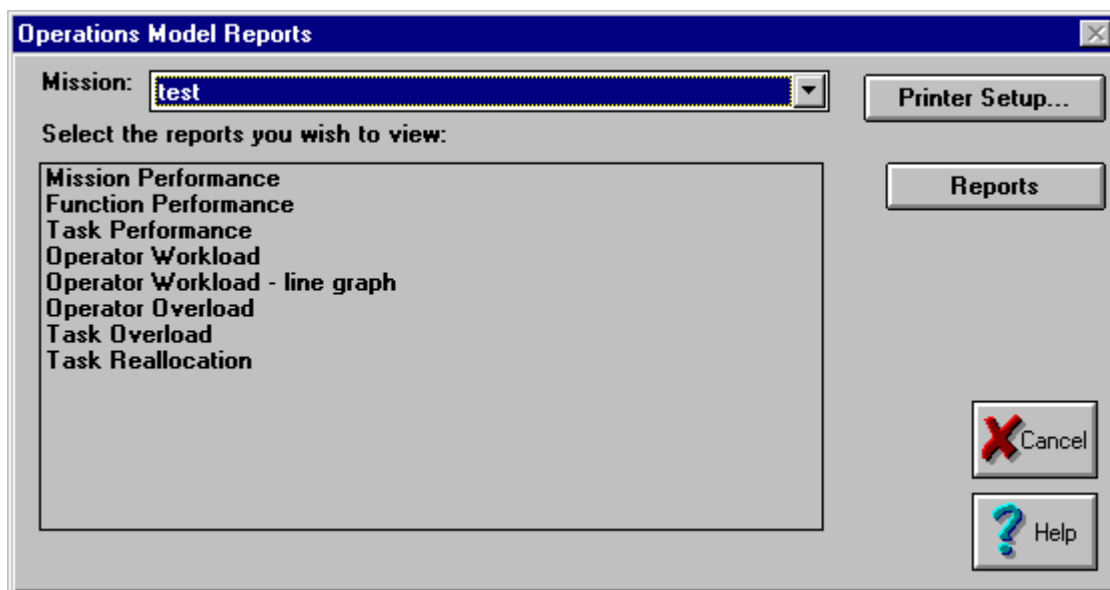 Operations Model Reports
Mission: test
Printer Setup...
Select the reports you wish to view:
Mission Performance
Function Performance
Task Performance
Operator Workload
Operator Workload - line graph
Operator Overload
Task Overload
Task Reallocation
Reports
Cancel
Help